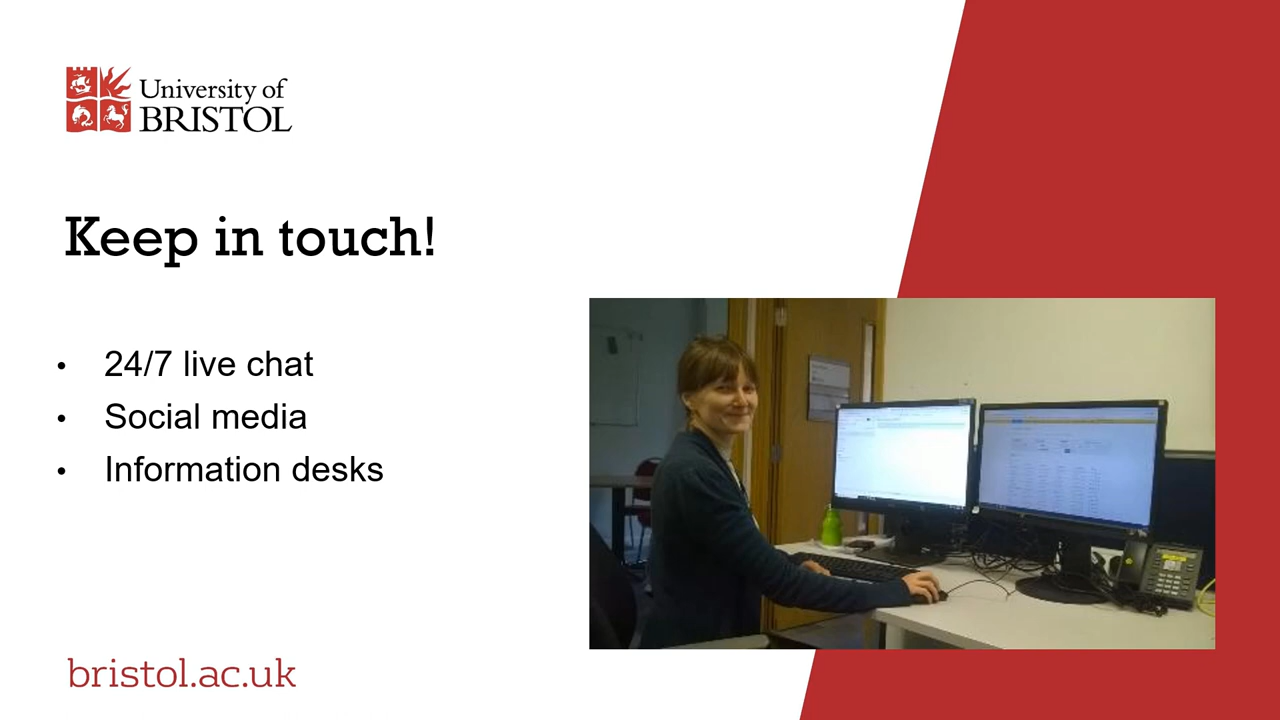 University of
BRISTOL
Keep in touch!
• 24/7 live chat
• Social media
• Information desks
bristol.ac.uk